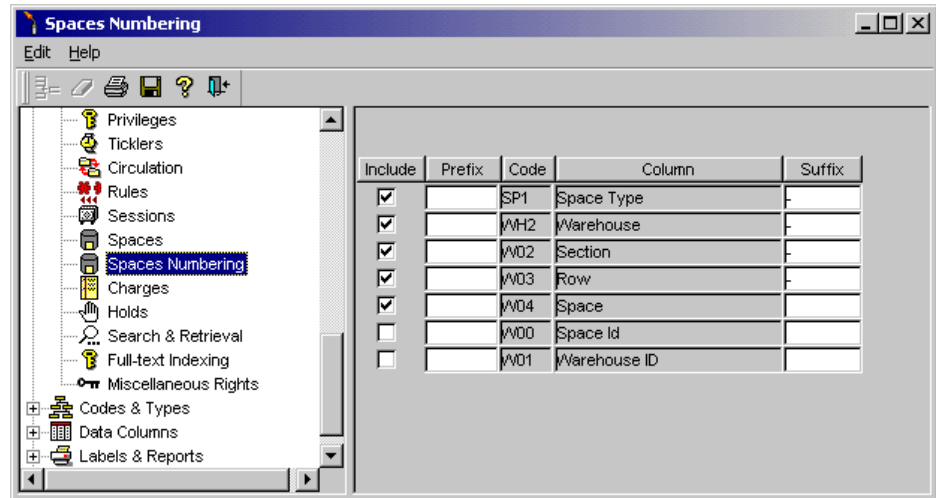 Spaces Numbering
Edit Help
Privileges
Ticklers
Circulation
Rules
Sessions
Spaces
Spaces Numbering
Charges
Holds
Search & Retrieval
Full-text Indexing
Miscellaneous Rights
Codes & Types
Data Columns
Labels & Reports
Include Prefix Code Column Suffix
SP1 Space Type -
WH2 Warehouse -
W02 Section -
W03 Row -
W04 Space
W00 Space Id
W01 Warehouse ID